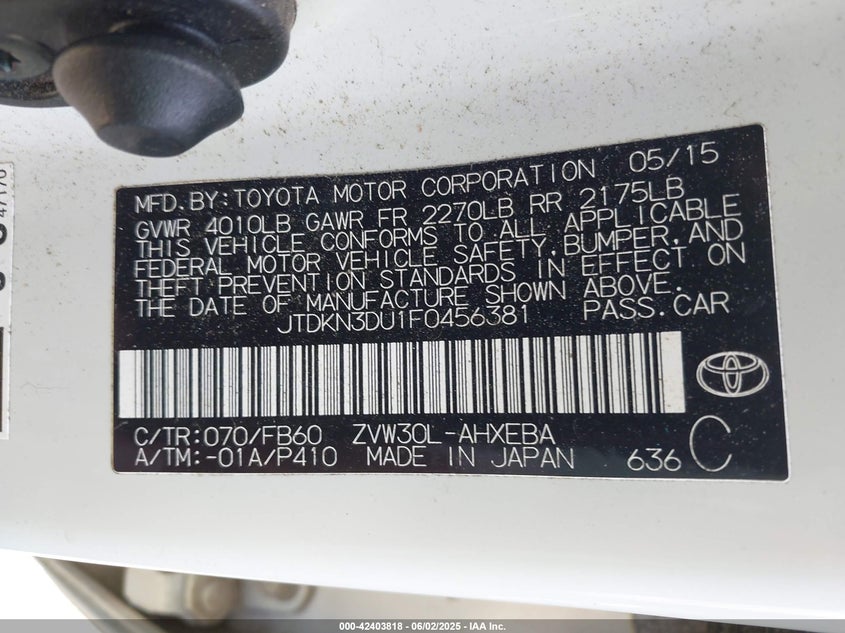 MFD.BY:TOYOTA MOTOR CORPORATION 05/15
GVWR 4010LB GAWR FR 2270LB RR 2175LB
THIS VEHICLE CONFORMS TO ALL APPLICABLE
FEDERAL MOTOR VEHICLE SAFETY,BUMPER,AND
THEFT PREVENTION STANDARDS IN EFFECT ON
THE DATE OF MANUFACTURE SHOWN ABOVE.
JTDKN3DU1F0456381 PASS.CAR
C/TR:070/FB60 ZVW30L-AHXEBA
A/TM:-01A/P410 MADE IN JAPAN 636 C
000-42403818 - 06/02/2025 - IAA Inc.